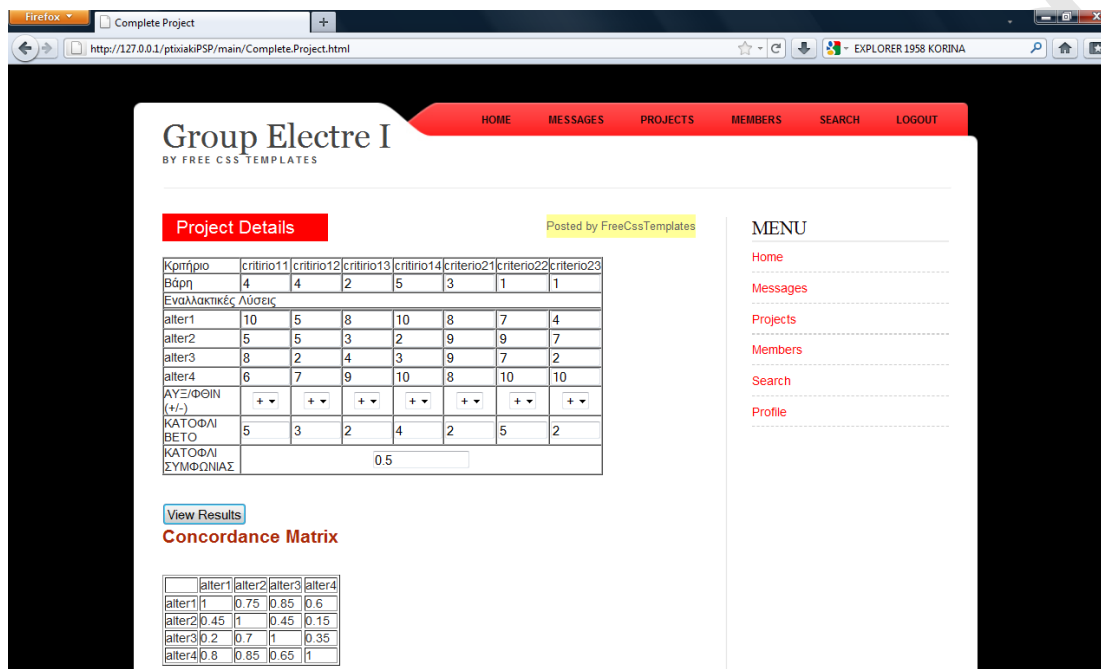 Firefox
Complete Project
+
http://127.0.0.1/ptixiakiPSP/main/Complete.Project.html
EXPLORER 1958 KORINA
Group Electre I
BY FREE CSS TEMPLATES
HOME MESSAGES PROJECTS MEMBERS SEARCH LOGOUT
Project Details
Posted by FreeCssTemplates
Κριτήριο critirio11 critirio12 critirio13 critirio14 criterio21 criterio22 criterio23
Βάρη 4 4 2 5 3 1 1
Εναλλακτικές Λύσεις
alter1 10 5 8 10 8 7 4
alter2 5 5 3 2 9 9 7
alter3 8 2 4 3 9 7 2
alter4 6 7 9 10 8 10 10
ΑΥΞ/ΦΘΙΝ
(+/-) + + + + + + +
ΚΑΤΟΦΛΙ
ΒΕΤΟ 5 3 2 4 2 5 2
ΚΑΤΟΦΛΙ
ΣΥΜΦΩΝΙΑΣ 0.5
View Results
Concordance Matrix
alter1 alter2 alter3 alter4
alter1 1 0.75 0.85 0.6
alter2 0.45 1 0.45 0.15
alter3 0.2 0.7 1 0.35
alter4 0.8 0.85 0.65 1
MENU
Home
Messages
Projects
Members
Search
Profile